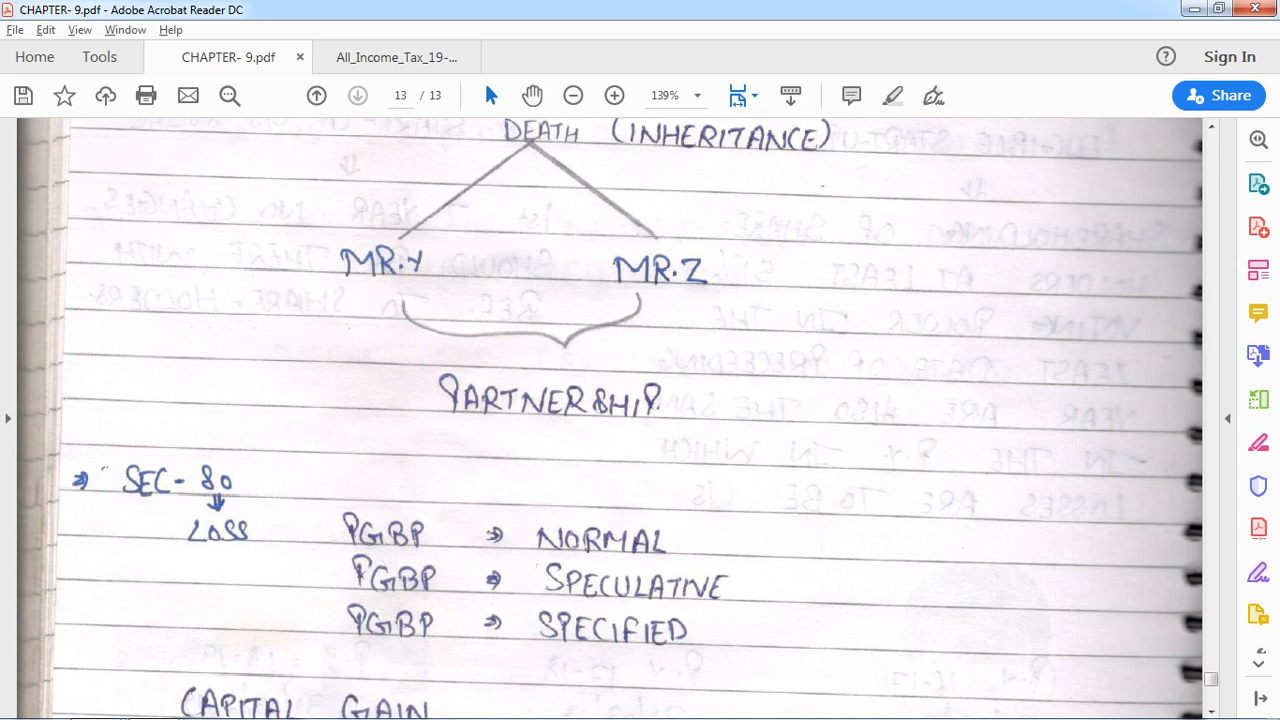 CHAPTER- 9.pdf - Adobe Acrobat Reader DC
File Edit View Window Help
Home Tools CHAPTER- 9.pdf × All_Income_Tax_19-... ? Sign In
13 / 13 139% Share
DEATH (INHERITANCE)
MR.Y MR.Z
PARTNERSHIP.
⇒ SEC - 80
↓
LOSS PGBP ⇒ NORMAL
PGBP ⇒ SPECULATIVE
PGBP ⇒ SPECIFIED
CAPITAL GAIN